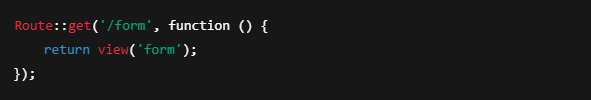 Route::get('/form', function () {
    return view('form');
});